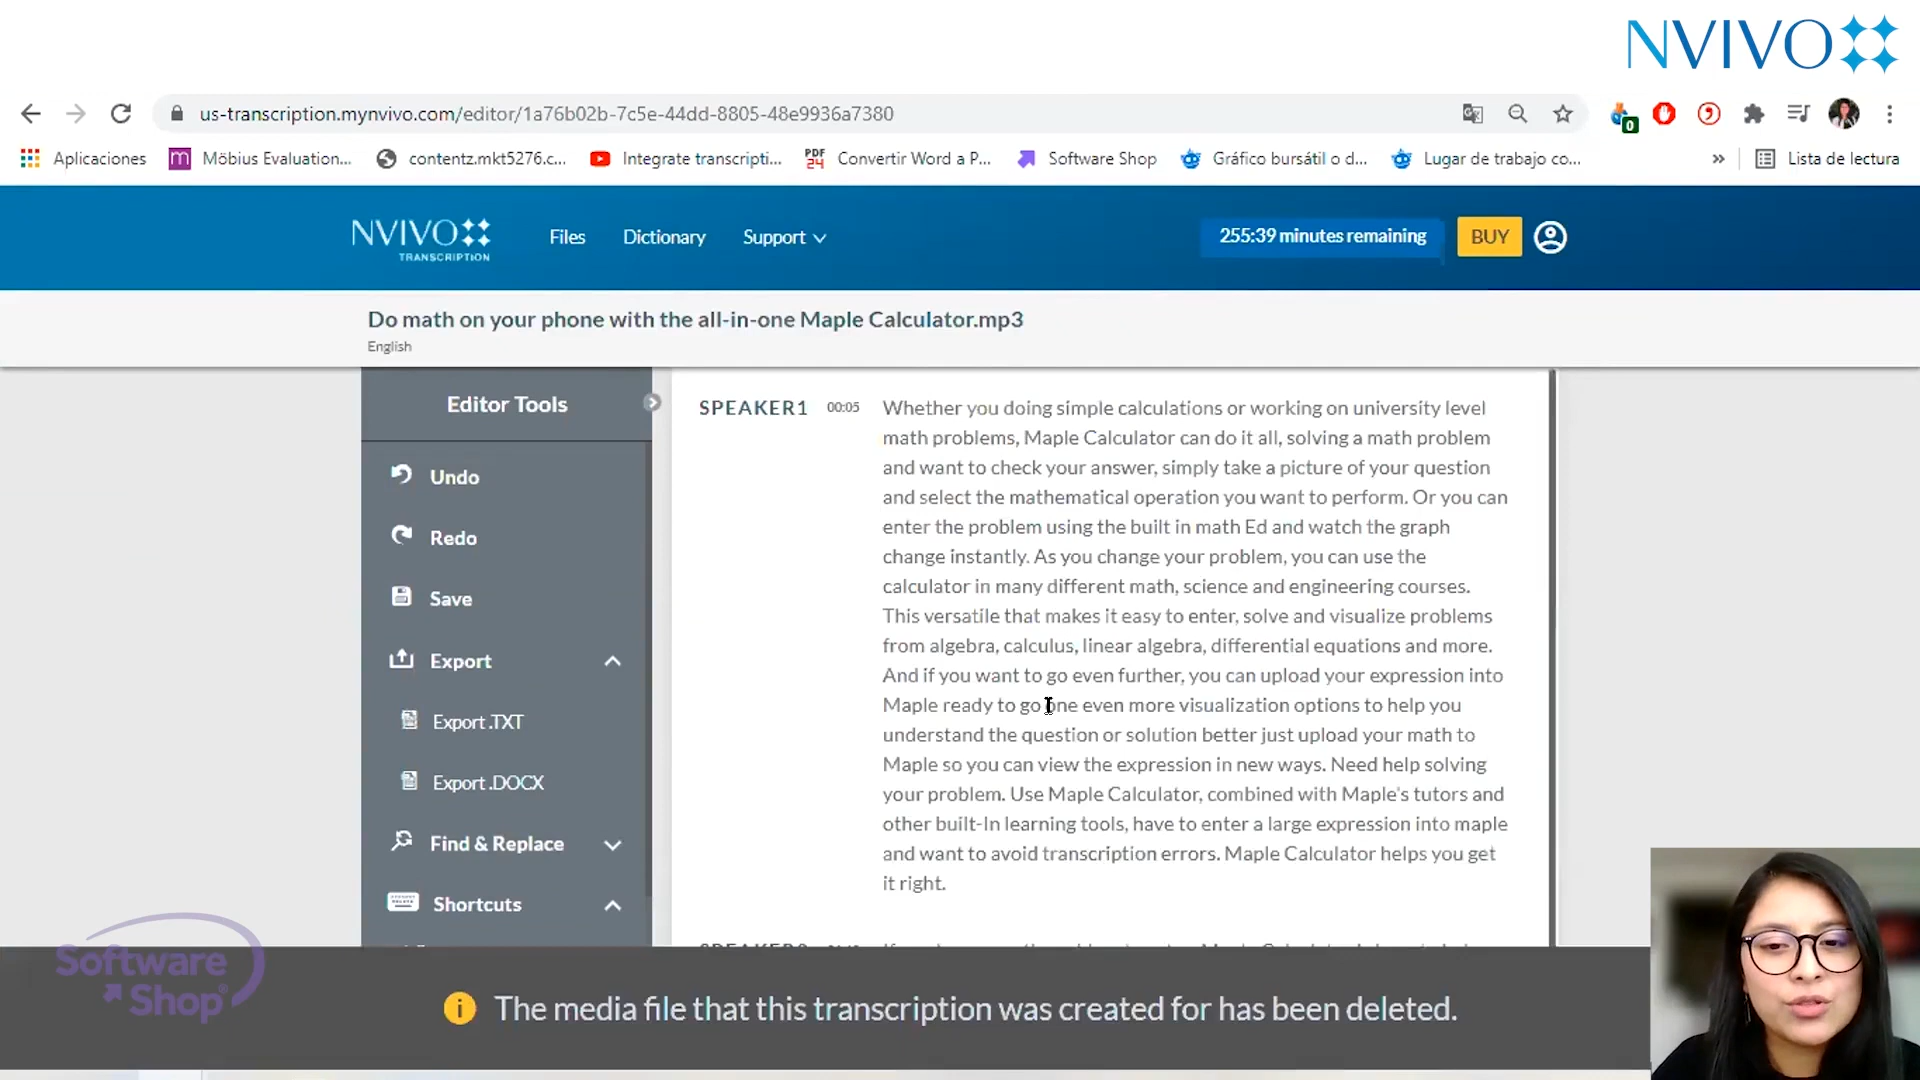 NVIVO
us-transcription.mynvivo.com/editor/1a76b02b-7c5e-44dd-8805-48e9936a7380
0
Aplicaciones
m Möbius Evaluation...
contentz.mkt5276.c...
Integrate transcripti...
PDF 24 Convertir Word a P...
Software Shop
Gráfico bursátil o d...
Lugar de trabajo co...
»
Lista de lectura
NVIVO
TRANSCRIPTION
Files
Dictionary
Support
255:39 minutes remaining
BUY
Do math on your phone with the all-in-one Maple Calculator.mp3
English
Editor Tools
Undo
Redo
Save
Export
Export .TXT
Export .DOCX
Find & Replace
Shortcuts
SPEAKER1 00:05
Whether you doing simple calculations or working on university level
math problems, Maple Calculator can do it all, solving a math problem
and want to check your answer, simply take a picture of your question
and select the mathematical operation you want to perform. Or you can
enter the problem using the built in math Ed and watch the graph
change instantly. As you change your problem, you can use the
calculator in many different math, science and engineering courses.
This versatile that makes it easy to enter, solve and visualize problems
from algebra, calculus, linear algebra, differential equations and more.
And if you want to go even further, you can upload your expression into
Maple ready to go one even more visualization options to help you
understand the question or solution better just upload your math to
Maple so you can view the expression in new ways. Need help solving
your problem. Use Maple Calculator, combined with Maple's tutors and
other built-In learning tools, have to enter a large expression into maple
and want to avoid transcription errors. Maple Calculator helps you get
it right.
Software
Shop®
The media file that this transcription was created for has been deleted.